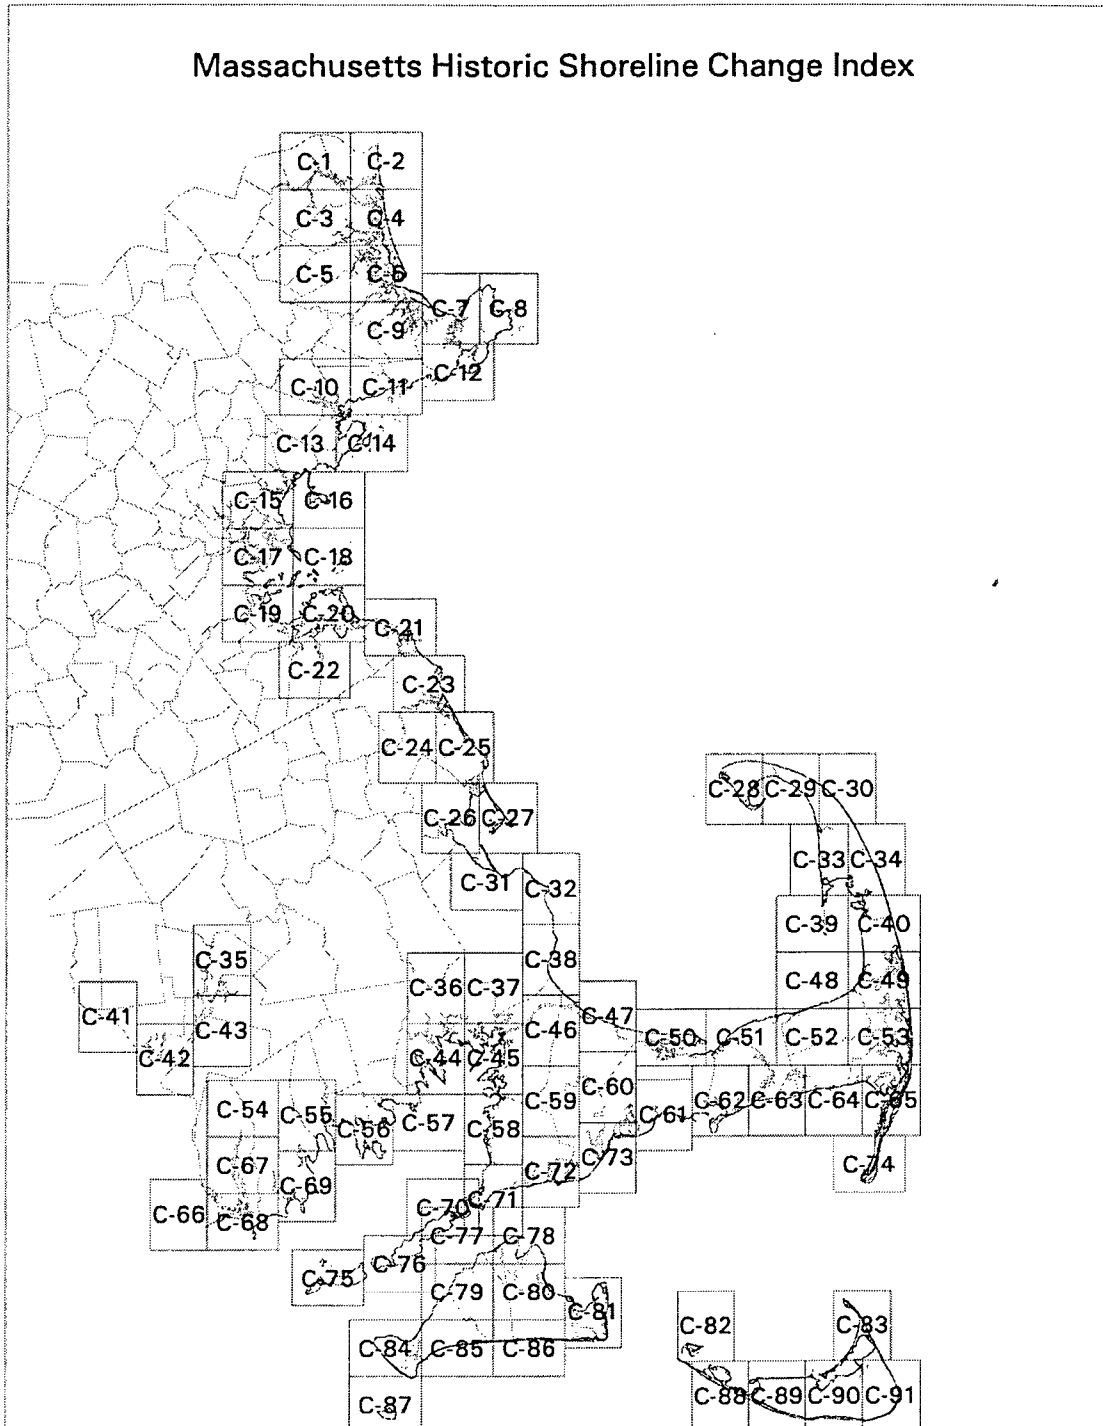 Massachusetts Historic Shoreline Change Index
C-1 C-2
C-3 C-4
C-5 C-6
C-7 C-8
C-9
C-12
C-10 C-11
C-13 C-14
C-15 C-16
C-17 C-18
C-19 C-20
C-21
C-22
C-23
C-24 C-25
C-28 C-29 C-30
C-26 C-27
C-33 C-34
C-31 C-32
C-39 C-40
C-35 C-38
C-36 C-37
C-48 C-49
C-41 C-43 C-47
C-46
C-50 C-51 C-52 C-53
C-42 C-44 C-45
C-60
C-54 C-55 C-59 C-61 C-62 C-63 C-64 C-65
C-56 C-57 C-58
C-67 C-72 C-73 C-74
C-69
C-66 C-68 C-70 C-71
C-77 C-78
C-75 C-76
C-79 C-80
C-81
C-82 C-83
C-84 C-85 C-86
C-87 C-88 C-89 C-90 C-91